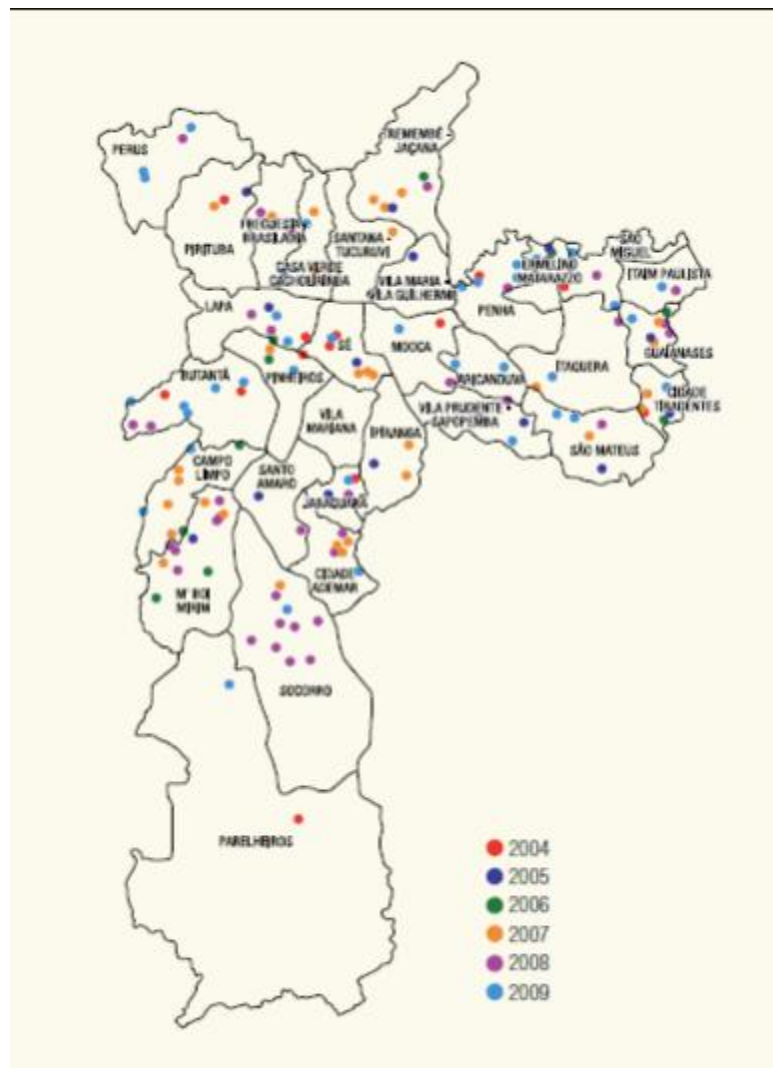 TREMEMBÉ -
JAÇANÃ
PERUS
PIRITUBA
FREGUESIA
BRASILÂNDIA
CASA VERDE
CACHOEIRINHA
SANTANA -
TUCURUVI
VILA MARIA -
VILA GUILHERME
SÃO
MIGUEL
ERMELINO
MATARAZZO
ITAIM PAULISTA
PENHA
LAPA
SÉ
MOOCA
GUAIANASES
ITAQUERA
BUTANTÃ
PINHEIROS
ARICANDUVA
CIDADE
TIRADENTES
VILA PRUDENTE -
SAPOPEMBA
VILA
MARIANA
IPIRANGA
SÃO MATEUS
CAMPO
LIMPO
SANTO
AMARO
JABAQUARA
CIDADE
ADEMAR
M' BOI
MIRIM
SOCORRO
PARELHEIROS
2004
2005
2006
2007
2008
2009